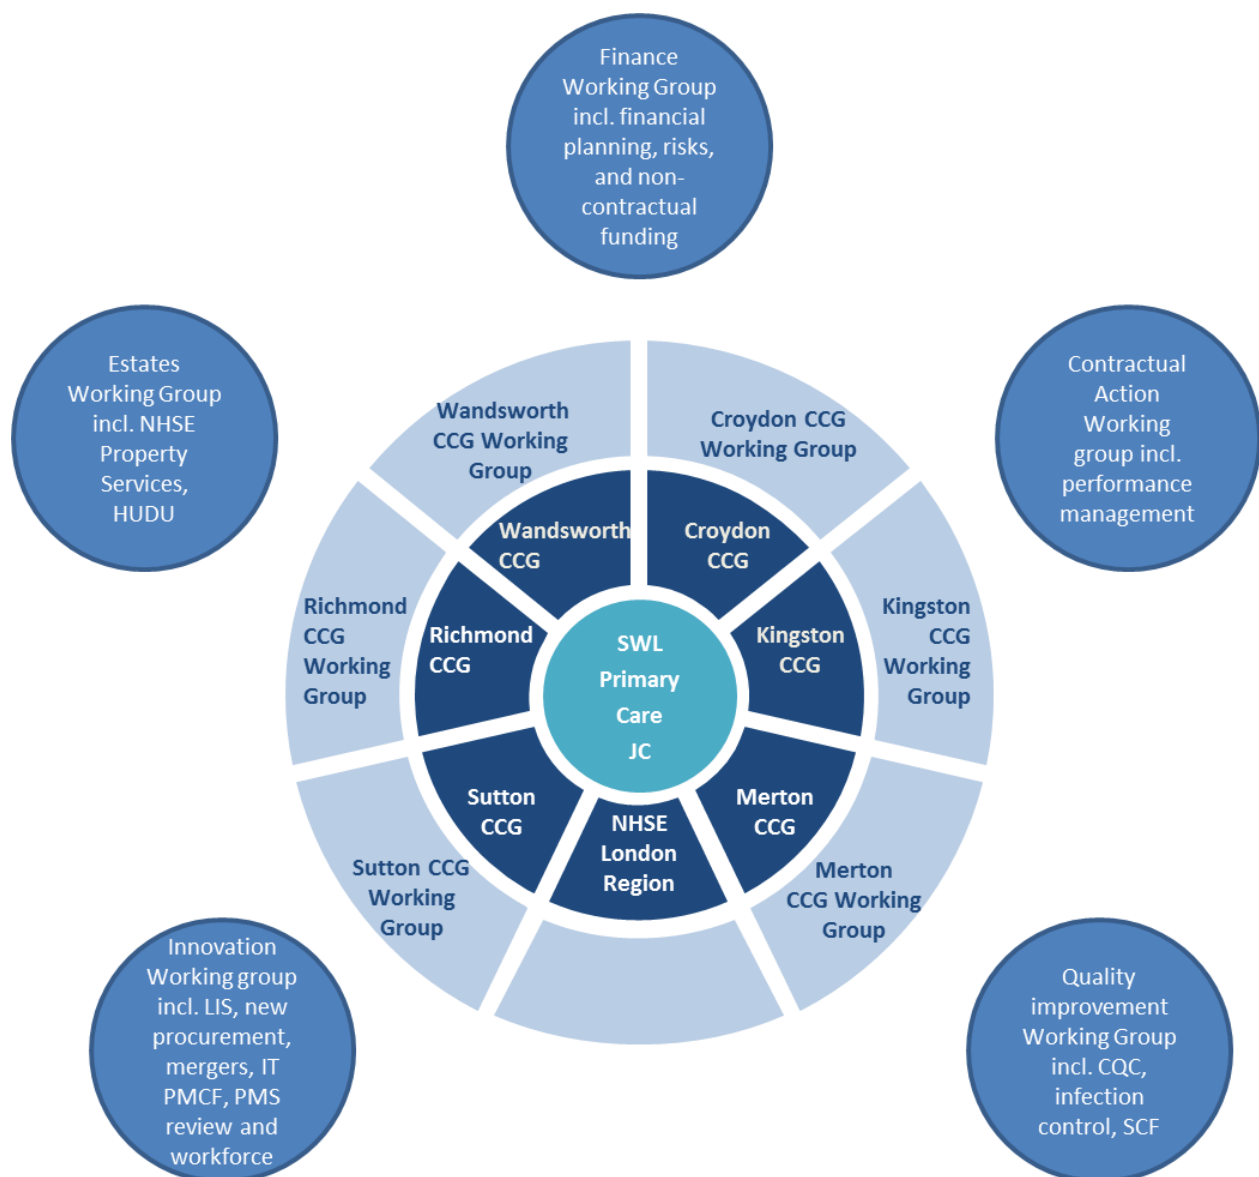 Finance
Working Group
incl. financial
planning, risks,
and non-
contractual
funding
Estates
Working Group
incl. NHSE
Property
Services,
HUDU
Contractual
Action
Working
group incl.
performance
management
Wandsworth
CCG Working
Group
Croydon CCG
Working Group
Wandsworth
CCG
Croydon
CCG
Richmond
CCG
Working
Group
Richmond
CCG
SWL
Primary
Care
JC
Kingston
CCG
Kingston
CCG
Working
Group
Sutton
CCG
NHSE
London
Region
Merton
CCG
Sutton CCG
Working
Group
Merton
CCG Working
Group
Innovation
Working group
incl. LIS, new
procurement,
mergers, IT
PMCF, PMS
review and
workforce
Quality
improvement
Working Group
incl. CQC,
infection
control, SCF